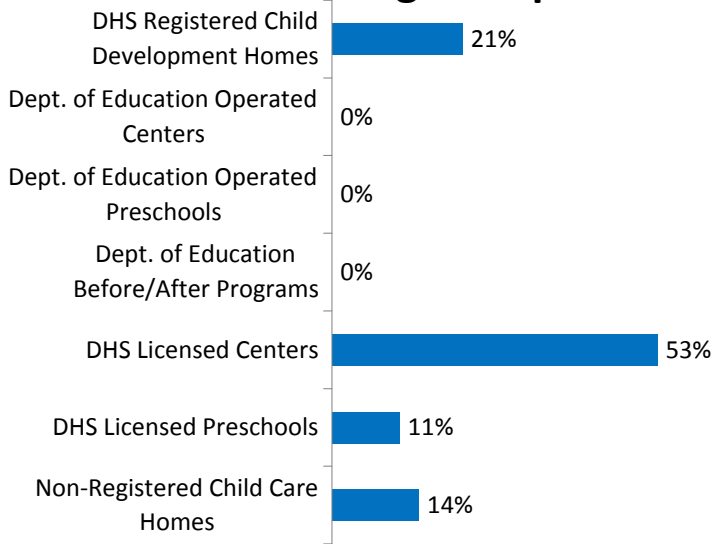 DHS Registered Child
Development Homes
21%
Dept. of Education Operated
Centers
0%
Dept. of Education Operated
Preschools
0%
Dept. of Education
Before/After Programs
0%
DHS Licensed Centers
53%
DHS Licensed Preschools
11%
Non-Registered Child Care
Homes
14%